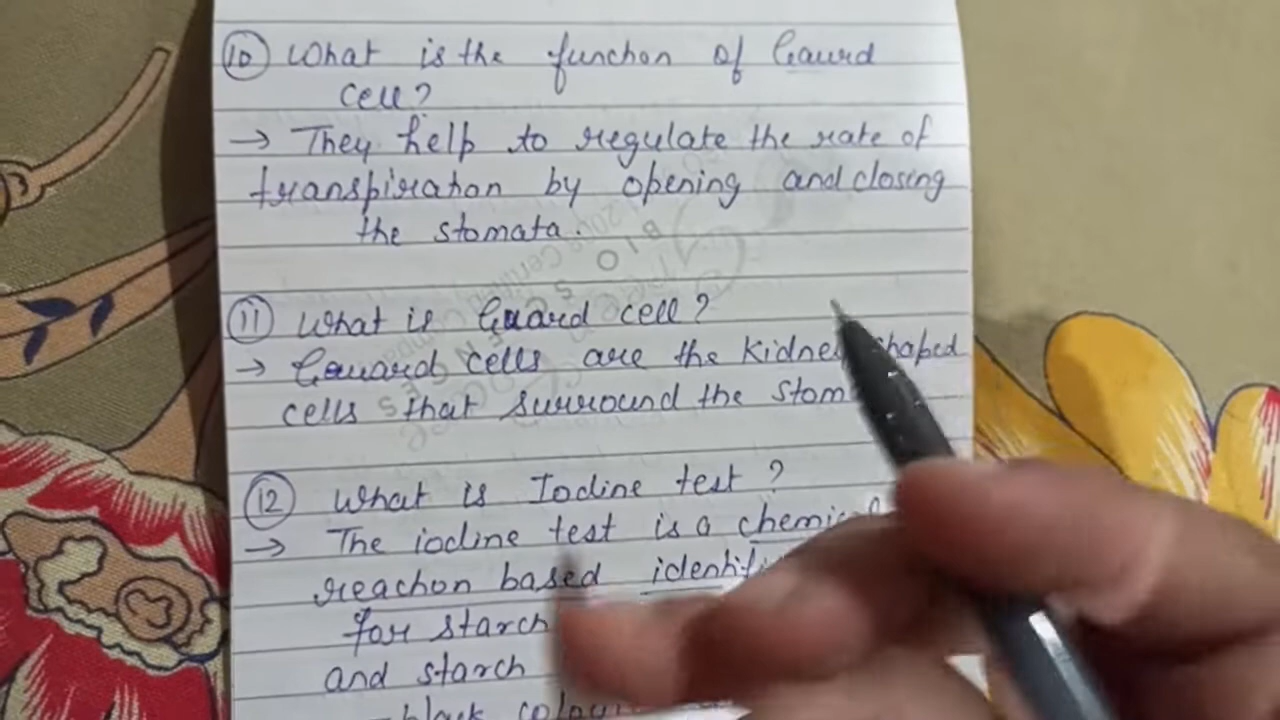 10 What is the function of Gaurd
cell?
→ They help to regulate the rate of
transpiration by opening and closing
the stomata.
11 What is Guard cell?
→ Gauard cells are the kidney shaped
cells that surround the
12 What is Iodine test?
→ The iodine test is a
reaction based
for starch
and starch
black